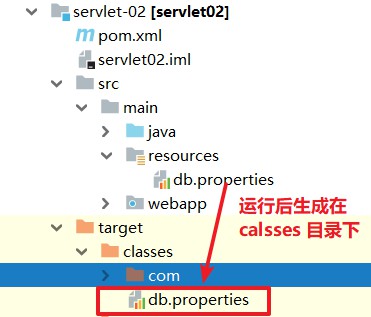 servlet-02 [servlet02]
pom.xml
servlet02.iml
src
main
java
resources
db.properties
webapp
运行后生成在
calsses 目录下
target
classes
com
db.properties